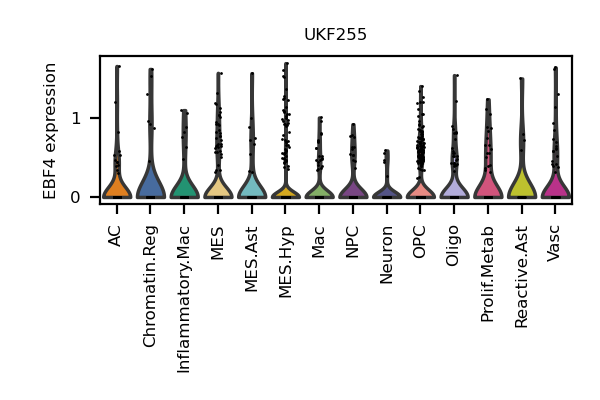 UKF255
EBF4 expression
1
0
AC
Chromatin.Reg
Inflammatory.Mac
MES
MES.Ast
MES.Hyp
Mac
NPC
Neuron
OPC
Oligo
Prolif.Metab
Reactive.Ast
Vasc